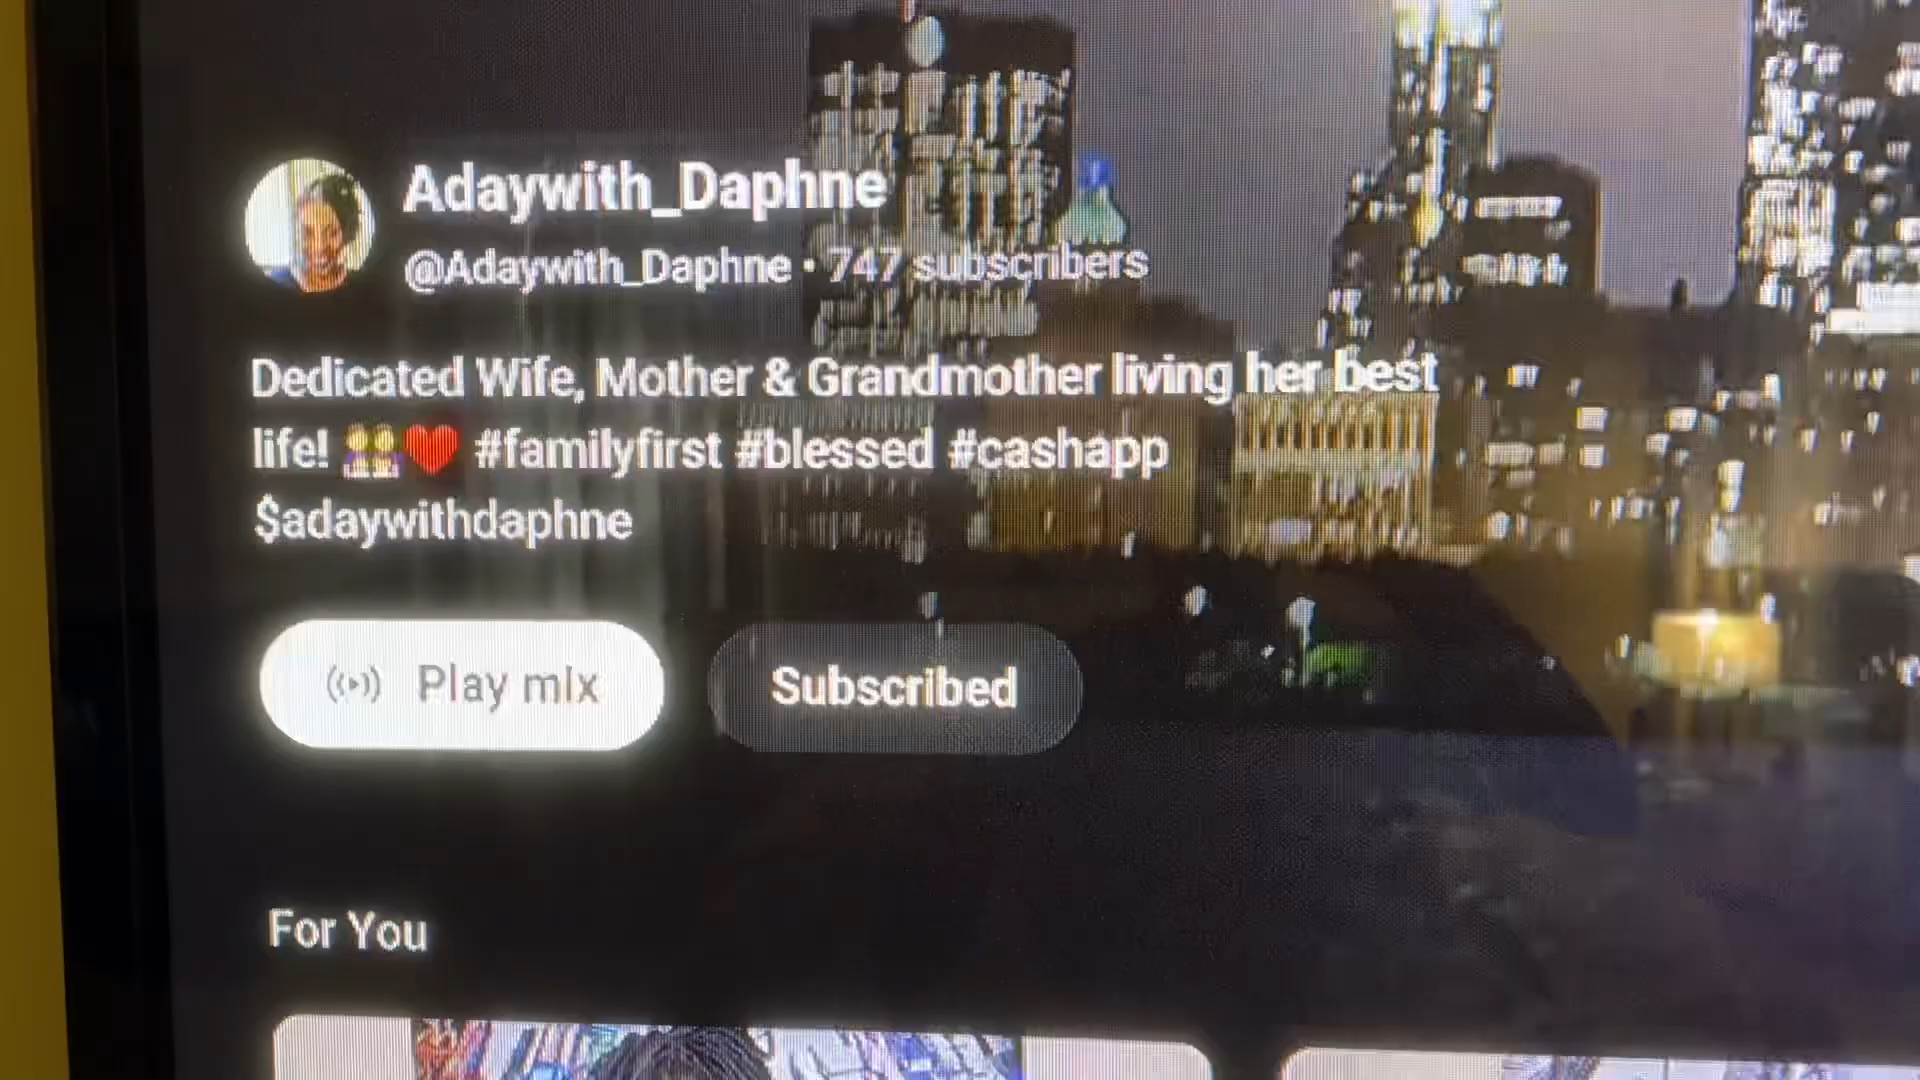 Adaywith_Daphne
@Adaywith_Daphne • 747 subscribers
Dedicated Wife, Mother & Grandmother living her best
life! 👭❤️ #familyfirst #blessed #cashapp
$adaywithdaphne
Play mix
Subscribed
For You